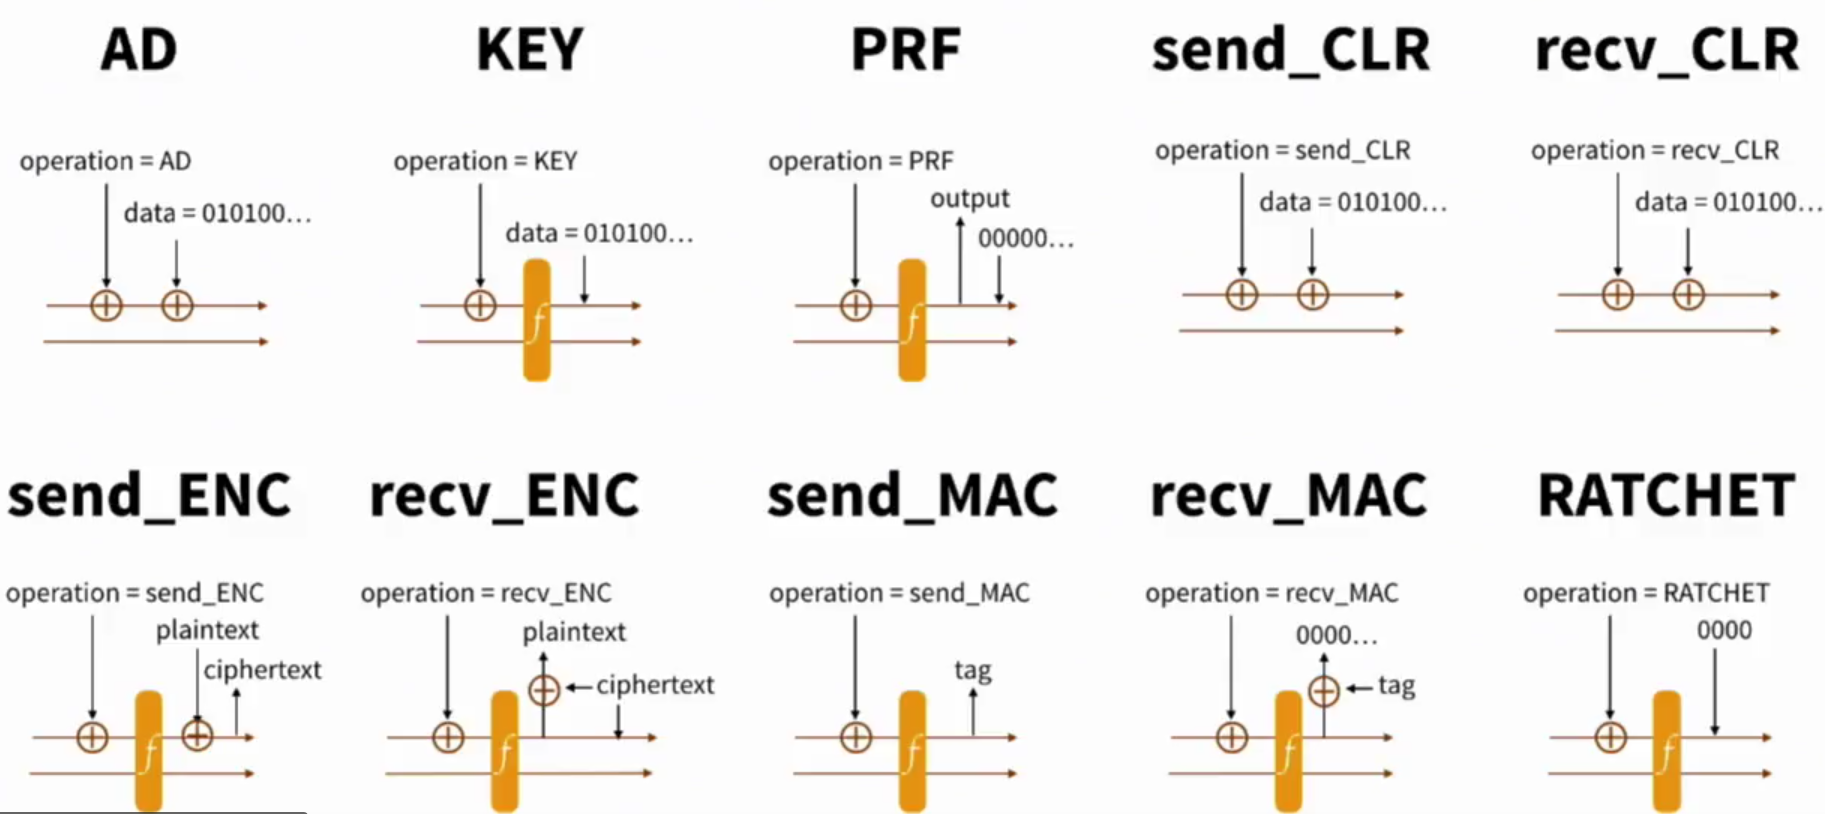 AD
KEY
PRF
send_CLR
recv_CLR
operation = AD
data = 010100...
operation = KEY
data = 010100...
f
operation = PRF
output
00000...
f
operation = send_CLR
data = 010100...
operation = recv_CLR
data = 010100...
send_ENC
recv_ENC
send_MAC
recv_MAC
RATCHET
operation = send_ENC
plaintext
ciphertext
f
operation = recv_ENC
plaintext
ciphertext
f
operation = send_MAC
tag
f
operation = recv_MAC
0000...
tag
f
operation = RATCHET
0000
f